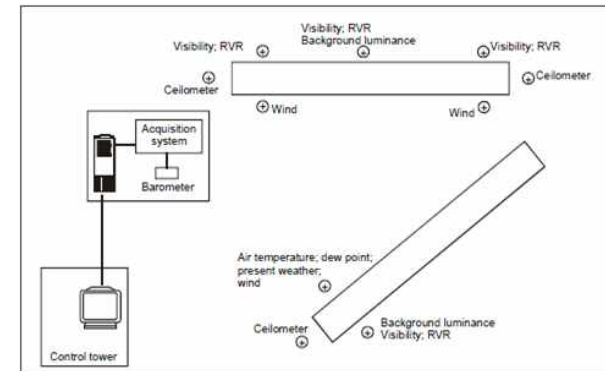 Visibility; RVR
Background luminance
Visibility; RVR
Visibility; RVR
Ceilometer
Ceilometer
Wind
Wind
Acquisition
system
Barometer
Air temperature; dew point;
present weather;
wind
Ceilometer
Background luminance
Visibility; RVR
Control tower